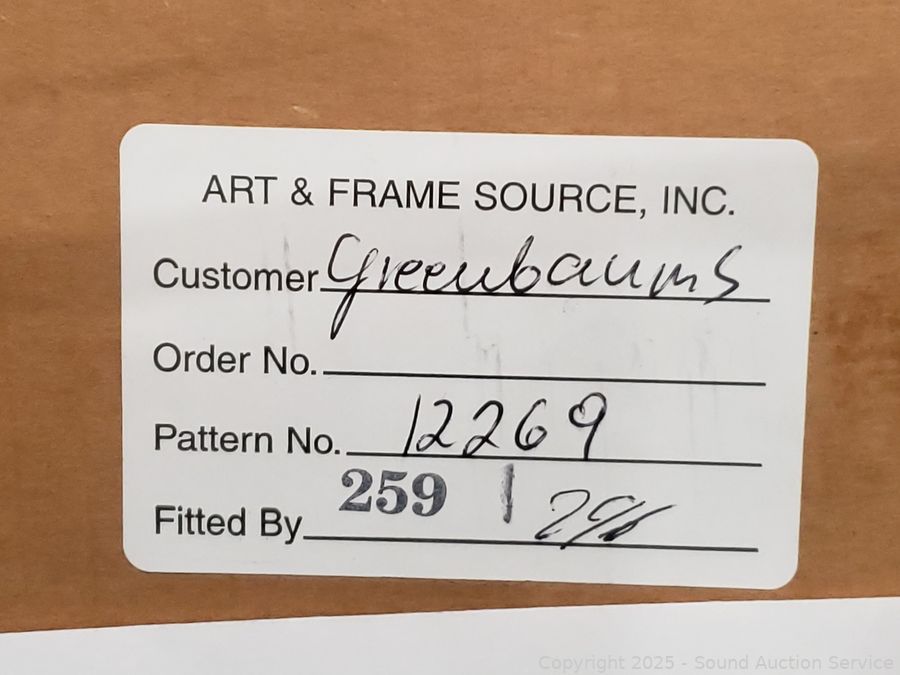 ART & FRAME SOURCE, INC.
Customer Greenbaums
Order No.
Pattern No. 12269
Fitted By 259
Copyright 2025 - Sound Auction Service